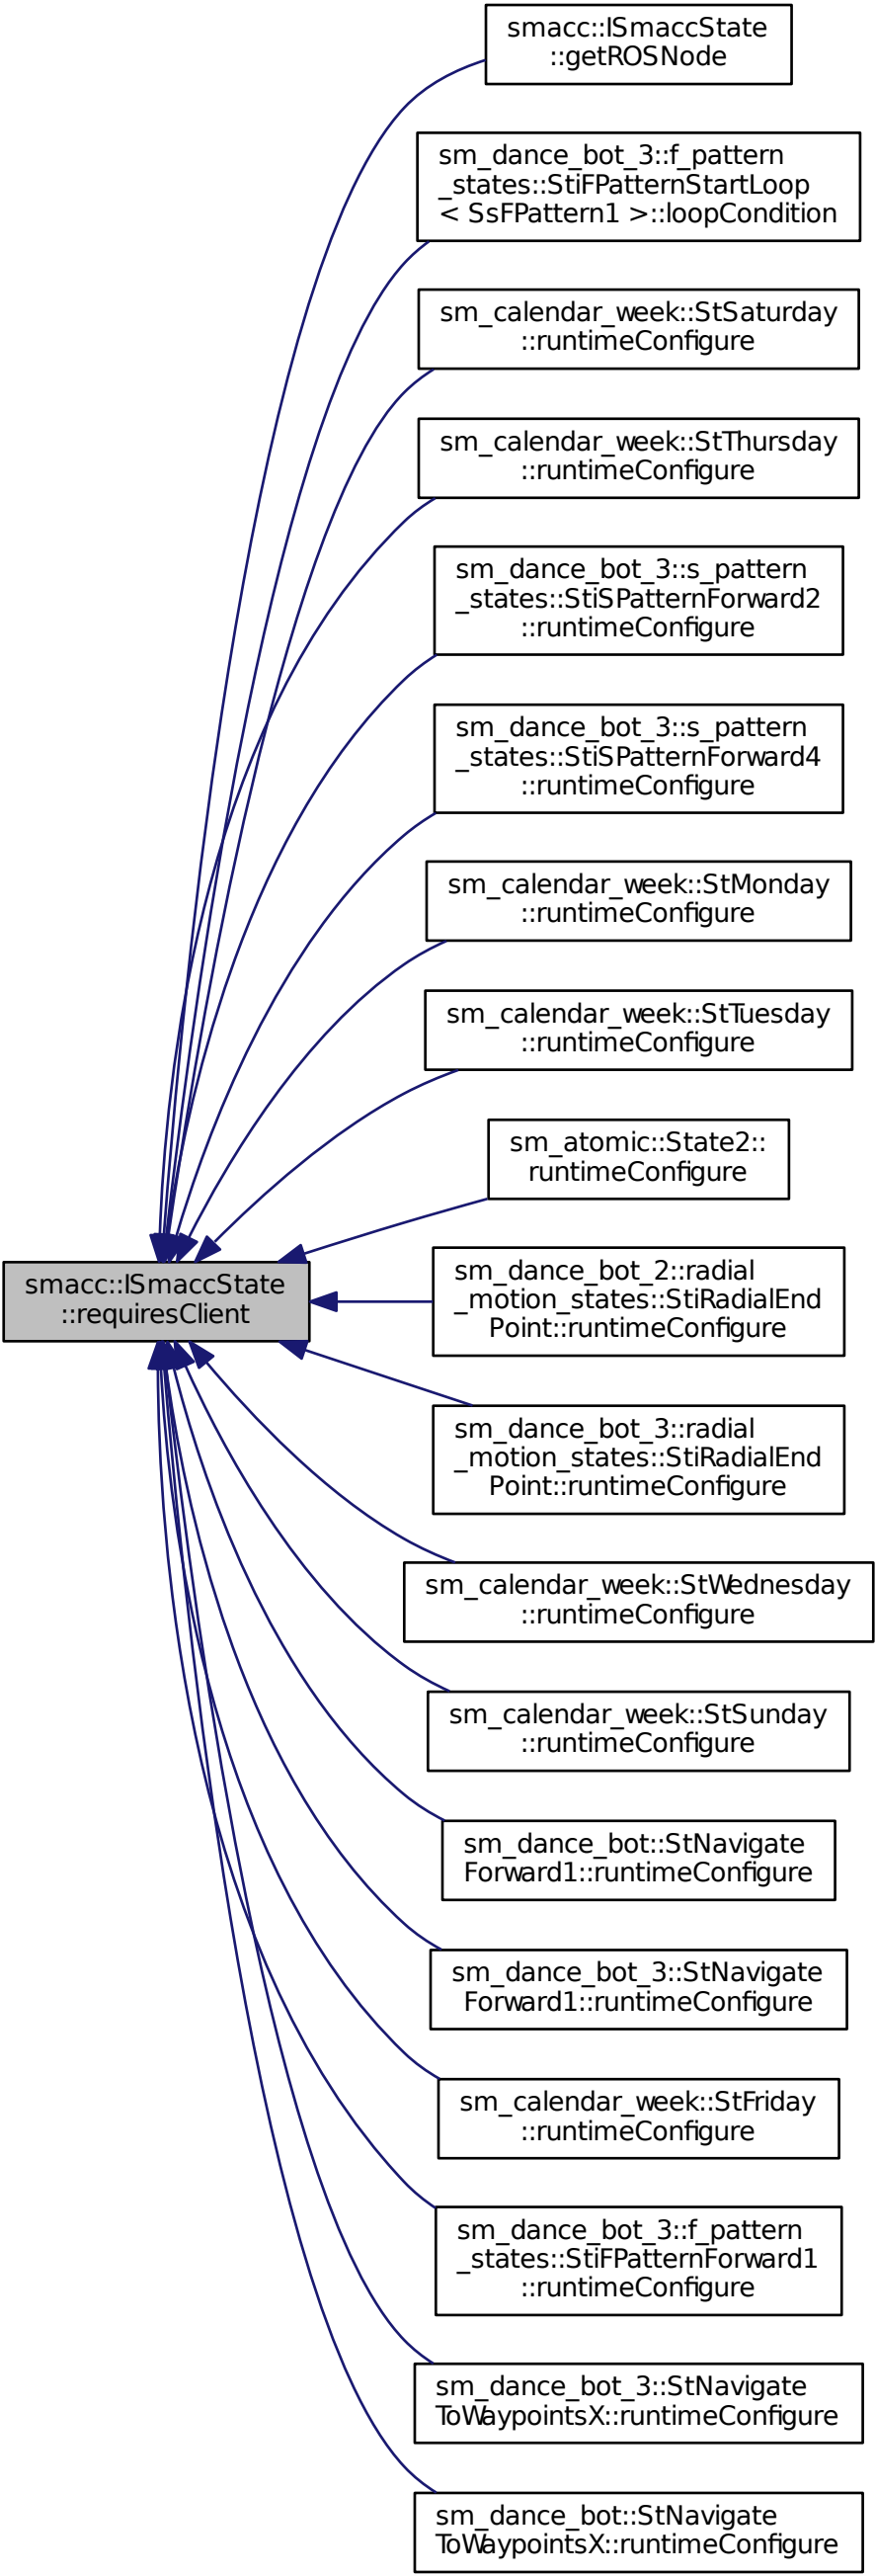 smacc::ISmaccState
::getROSNode
sm_dance_bot_3::f_pattern
_states::StiFPatternStartLoop
< SsFPattern1 >::loopCondition
sm_calendar_week::StSaturday
::runtimeConfigure
sm_calendar_week::StThursday
::runtimeConfigure
sm_dance_bot_3::s_pattern
_states::StiSPatternForward2
::runtimeConfigure
sm_dance_bot_3::s_pattern
_states::StiSPatternForward4
::runtimeConfigure
sm_calendar_week::StMonday
::runtimeConfigure
sm_calendar_week::StTuesday
::runtimeConfigure
sm_atomic::State2::
runtimeConfigure
smacc::ISmaccState
::requiresClient
sm_dance_bot_2::radial
_motion_states::StiRadialEnd
Point::runtimeConfigure
sm_dance_bot_3::radial
_motion_states::StiRadialEnd
Point::runtimeConfigure
sm_calendar_week::StWednesday
::runtimeConfigure
sm_calendar_week::StSunday
::runtimeConfigure
sm_dance_bot::StNavigate
Forward1::runtimeConfigure
sm_dance_bot_3::StNavigate
Forward1::runtimeConfigure
sm_calendar_week::StFriday
::runtimeConfigure
sm_dance_bot_3::f_pattern
_states::StiFPatternForward1
::runtimeConfigure
sm_dance_bot_3::StNavigate
ToWaypointsX::runtimeConfigure
sm_dance_bot::StNavigate
ToWaypointsX::runtimeConfigure